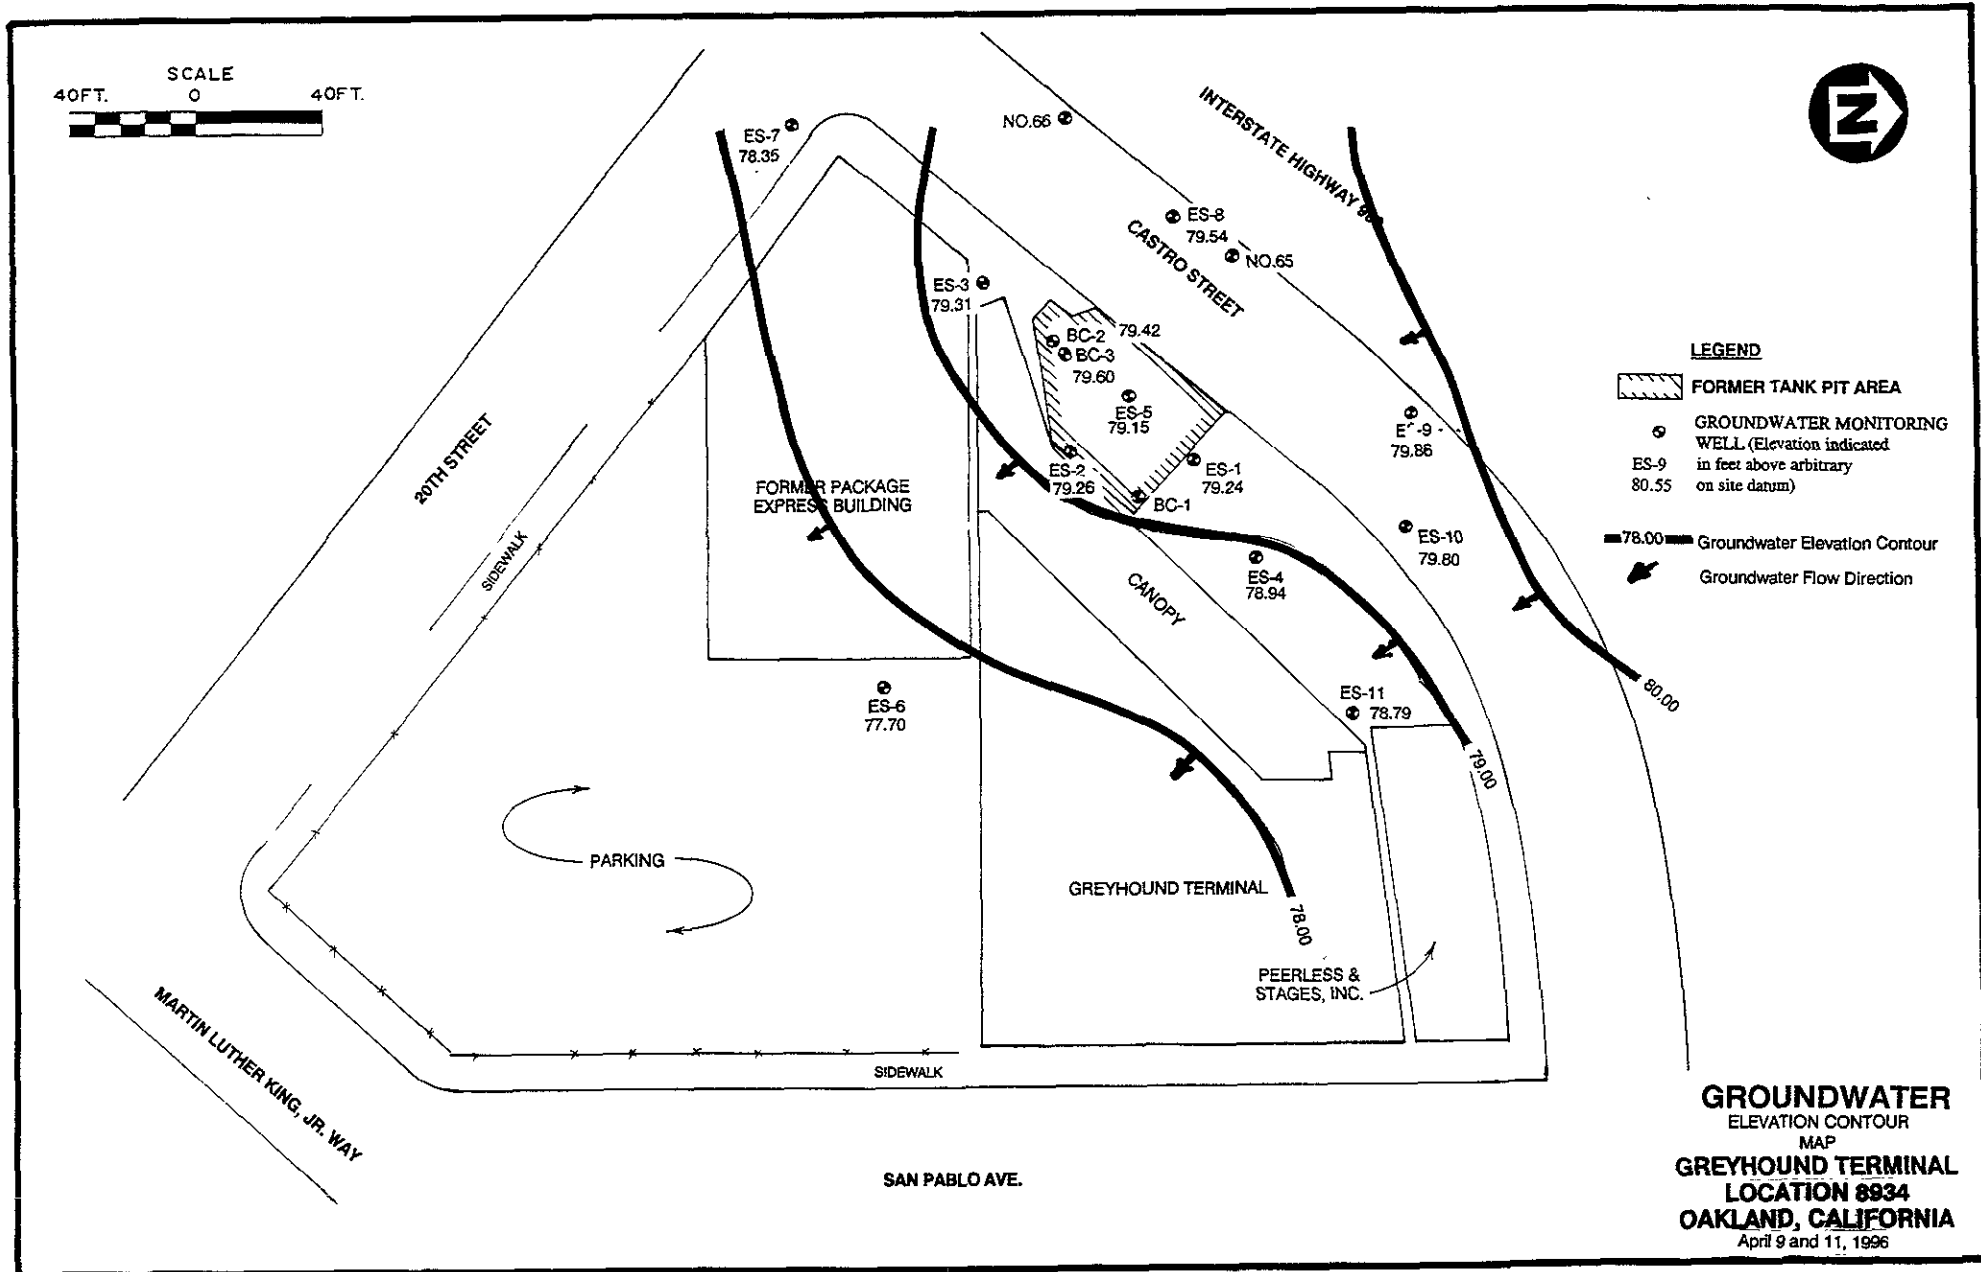 SCALE
40FT. 0 40FT.
N
ES-7
78.35
NO.66
INTERSTATE HIGHWAY
ES-8
79.54
NO.65
CASTRO STREET
ES-3
79.31
BC-2
79.42
BC-3
79.60
ES-5
79.15
ES-2
79.26
ES-1
79.24
BC-1
79.86
ES-10
79.80
ES-4
78.94
ES-11
78.79
ES-6
77.70
20TH STREET
SIDEWALK
FORMER PACKAGE
EXPRESS BUILDING
CANOPY
80.00
79.00
78.00
PARKING
GREYHOUND TERMINAL
PEERLESS &
STAGES, INC.
SIDEWALK
MARTIN LUTHER KING, JR. WAY
SAN PABLO AVE.
LEGEND
FORMER TANK PIT AREA
GROUNDWATER MONITORING
WELL (Elevation indicated
ES-9 in feet above arbitrary
80.55 on site datum)
78.00 Groundwater Elevation Contour
Groundwater Flow Direction
GROUNDWATER
ELEVATION CONTOUR
MAP
GREYHOUND TERMINAL
LOCATION 8934
OAKLAND, CALIFORNIA
April 9 and 11, 1996